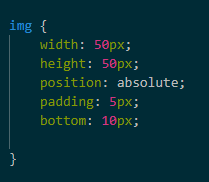 img {
    width: 50px;
    height: 50px;
    position: absolute;
    padding: 5px;
    bottom: 10px;
}